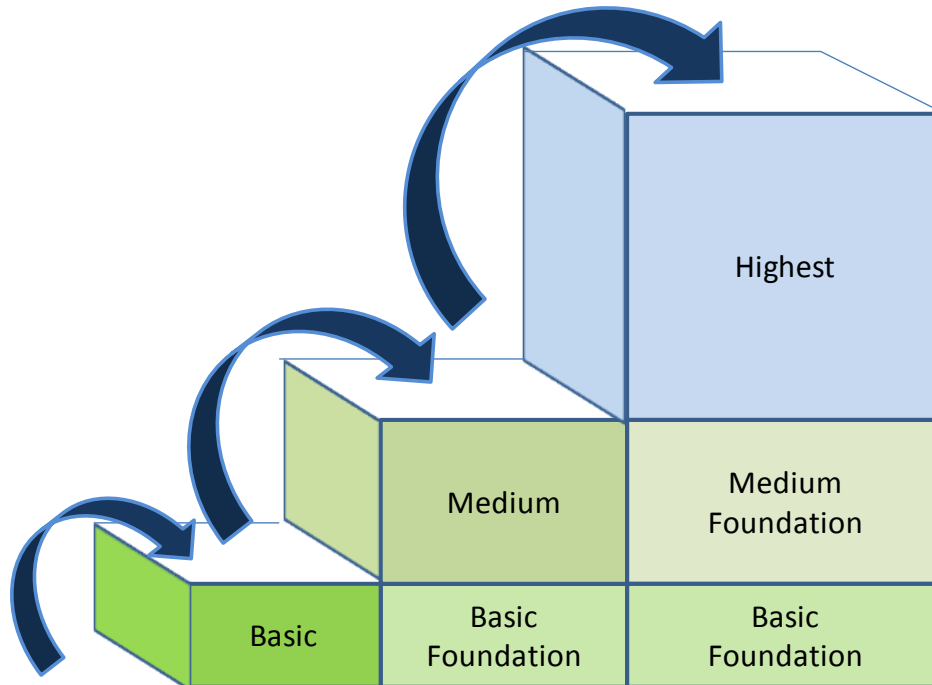 Highest
Medium
Medium
Foundation
Basic
Basic
Foundation
Basic
Foundation